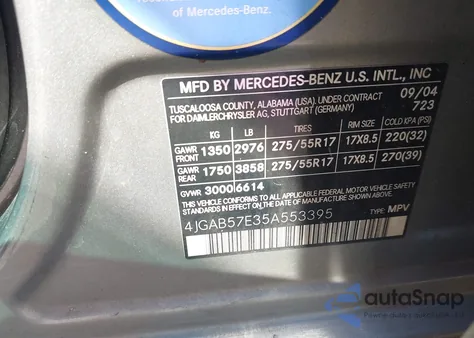 of Mercedes-Benz.
MFD BY MERCEDES-BENZ U.S. INTL., INC
TUSCALOOSA COUNTY, ALABAMA (USA), UNDER CONTRACT 09/04
FOR DAIMLERCHRYSLER AG, STUTTGART (GERMANY) 723
KG LB TIRES RIM SIZE COLD KPA (PSI)
GAWR FRONT 1350 2976 275/55R17 17X8.5 220(32)
GAWR REAR 1750 3858 275/55R17 17X8.5 270(39)
GVWR 3000 6614
THIS VEHICLE CONFORMS TO ALL APPLICABLE FEDERAL MOTOR VEHICLE SAFETY
STANDARDS IN EFFECT ON THE DATE OF MANUFACTURE SHOWN ABOVE.
4JGAB57E35A553395 TYPE: MPV
autoSnap